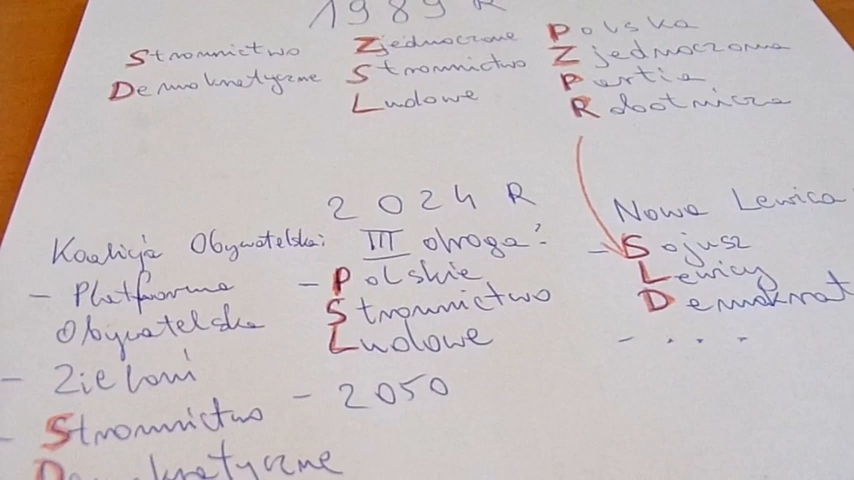 1989 R
Stronnictwo
Demokratyczne
Zjednoczone
Stronnictwo
Ludowe
Polska
Zjednoczona
Partia
Robotnicza
2024 R
Koalicja Obywatelska:
- Platforma
Obywatelska
- Zieloni
- Stronnictwo
Demokratyczne
III droga:
- Polskie
Stronnictwo
Ludowe
- 2050
Nowa Lewica
- Sojusz
Lewicy
Demokrat
- ...